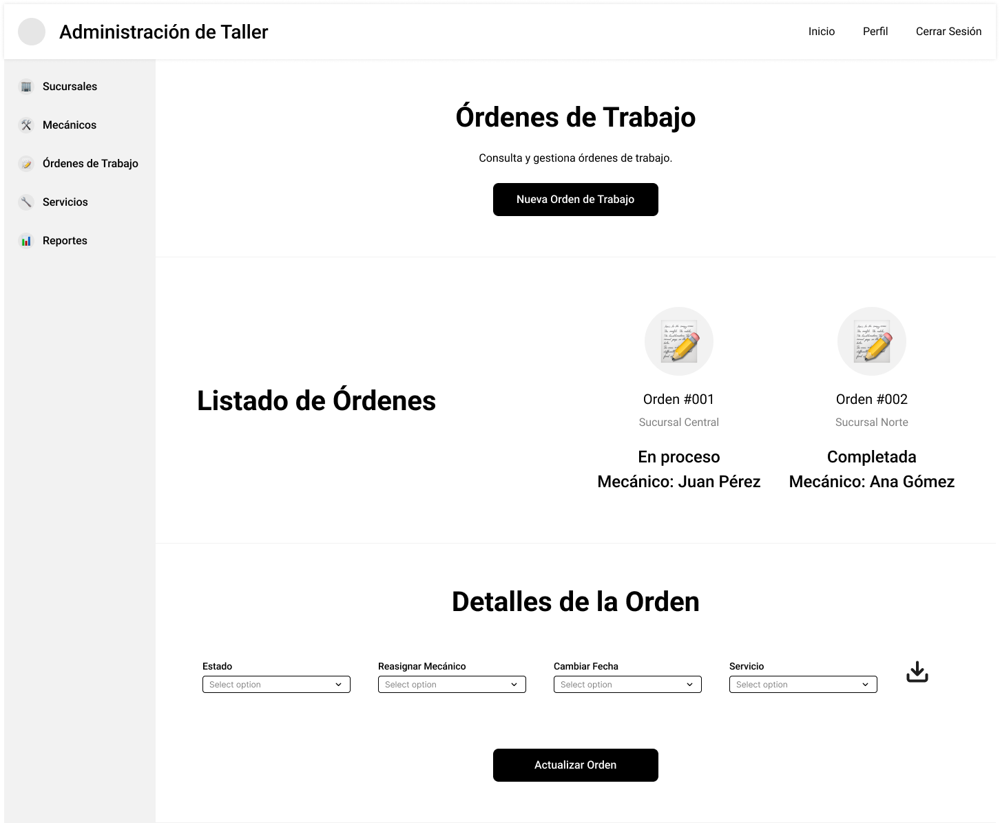 Administración de Taller
Inicio
Perfil
Cerrar Sesión
Sucursales
Mecánicos
Órdenes de Trabajo
Servicios
Reportes
Órdenes de Trabajo
Consulta y gestiona órdenes de trabajo.
Nueva Orden de Trabajo
Listado de Órdenes
Orden #001
Sucursal Central
En proceso
Mecánico: Juan Pérez
Orden #002
Sucursal Norte
Completada
Mecánico: Ana Gómez
Detalles de la Orden
Estado
Select option
Reasignar Mecánico
Select option
Cambiar Fecha
Select option
Servicio
Select option
Actualizar Orden